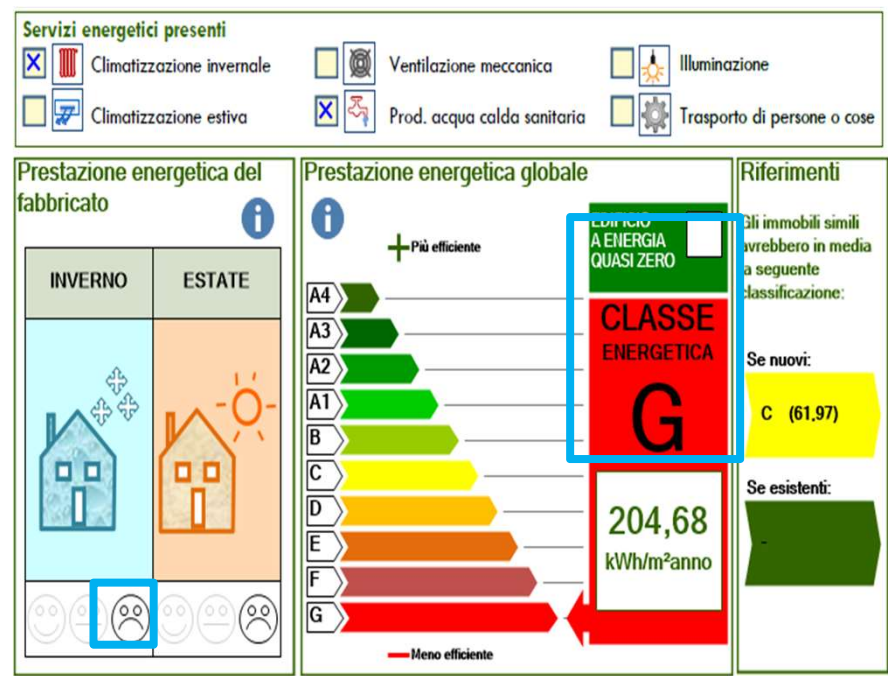 Servizi energetici presenti
Climatizzazione invernale
Ventilazione meccanica
Illuminazione
Climatizzazione estiva
Prod. acqua calda sanitaria
Trasporto di persone o cose
Prestazione energetica del
fabbricato
INVERNO
ESTATE
Prestazione energetica globale
Più efficiente
A4
A3
A2
A1
B
C
D
E
F
G
Meno efficiente
EDIFICIO
A ENERGIA
QUASI ZERO
CLASSE
ENERGETICA
G
204,68
kWh/m²anno
Riferimenti
Gli immobili simili
avrebbero in media
la seguente
classificazione:
Se nuovi:
C (61,97)
Se esistenti:
-